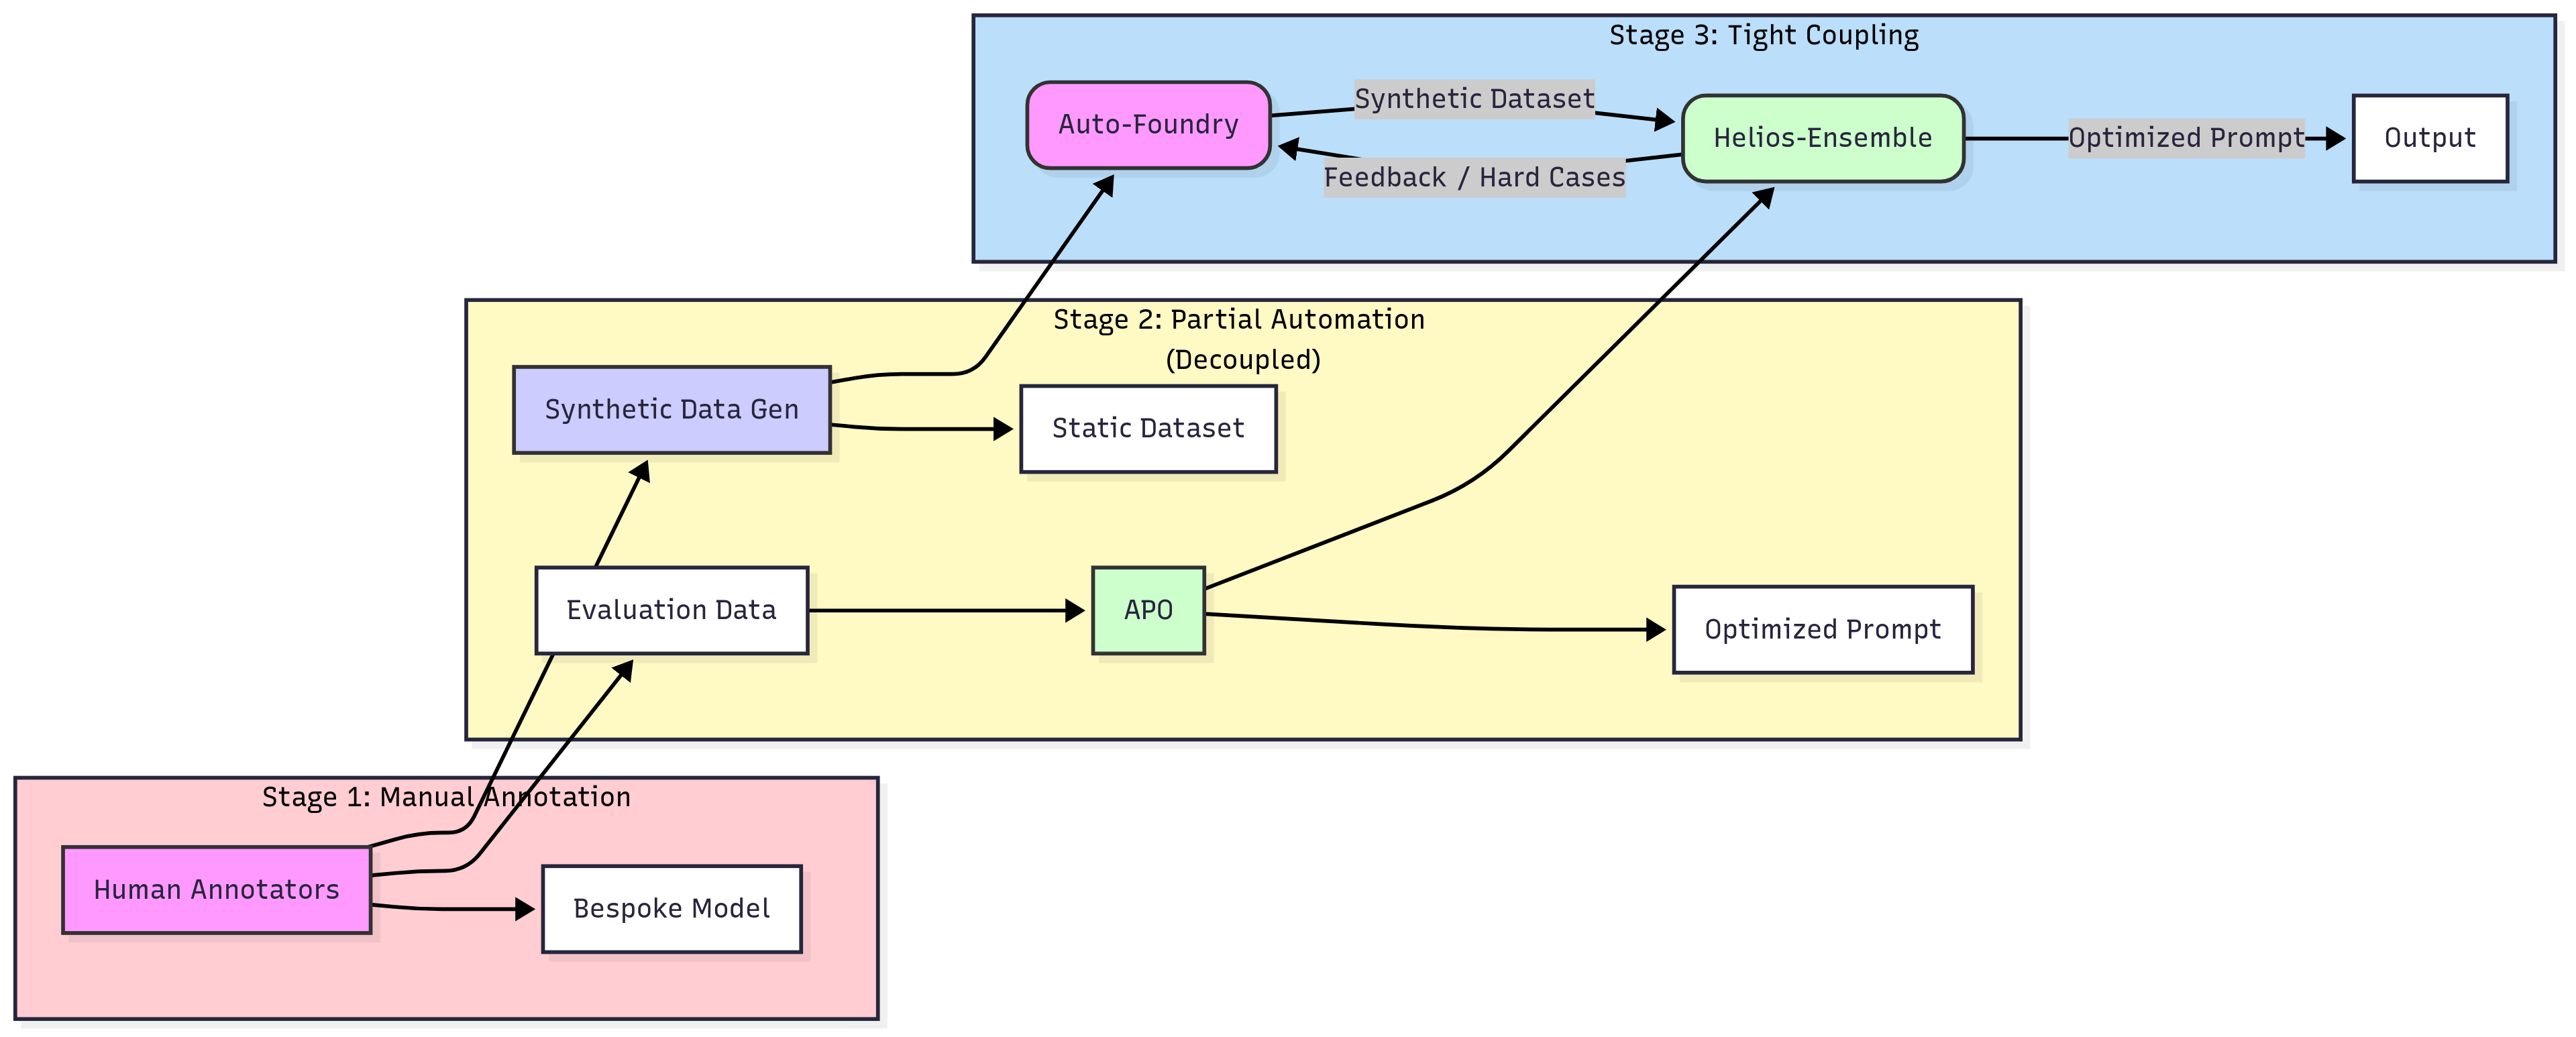 Stage 3: Tight Coupling
Auto-Foundry
Synthetic Dataset
Feedback / Hard Cases
Helios-Ensemble
Optimized Prompt
Output
Stage 2: Partial Automation
(Decoupled)
Synthetic Data Gen
Static Dataset
Evaluation Data
APO
Optimized Prompt
Stage 1: Manual Annotation
Human Annotators
Bespoke Model